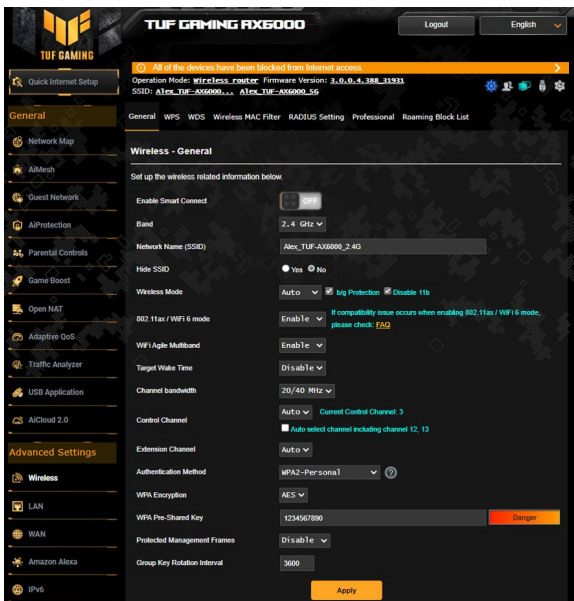 TUF GAMING
TUF GAMING AX6000
Logout
English
All of the devices have been blocked from Internet access.
Quick Internet Setup
Operation Mode: Wireless router Firmware Version: 3.0.0.4.388_31931
SSID: Alex_TUF-AX6000... Alex_TUF-AX6000_5G
General
Network Map
AiMesh
Guest Network
AiProtection
Parental Controls
Game Boost
Open NAT
Adaptive QoS
Traffic Analyzer
USB Application
AiCloud 2.0
Advanced Settings
Wireless
LAN
WAN
Amazon Alexa
IPv6
General WPS WDS Wireless MAC Filter RADIUS Setting Professional Roaming Block List
Wireless - General
Set up the wireless related information below.
Enable Smart Connect OFF
Band 2.4 GHz
Network Name (SSID) Alex_TUF-AX6000_2.4G
Hide SSID Yes No
Wireless Mode Auto b/g Protection Disable 11b
802.11ax / WiFi 6 mode Enable If compatibility issue occurs when enabling 802.11ax / WiFi 6 mode,
please check: FAQ
WiFi Agile Multiband Enable
Target Wake Time Disable
Channel bandwidth 20/40 MHz
Control Channel Auto Current Control Channel: 3
Auto select channel including channel 12, 13
Extension Channel Auto
Authentication Method WPA2-Personal ?
WPA Encryption AES
WPA Pre-Shared Key 1234567890 Danger
Protected Management Frames Disable
Group Key Rotation Interval 3600
Apply